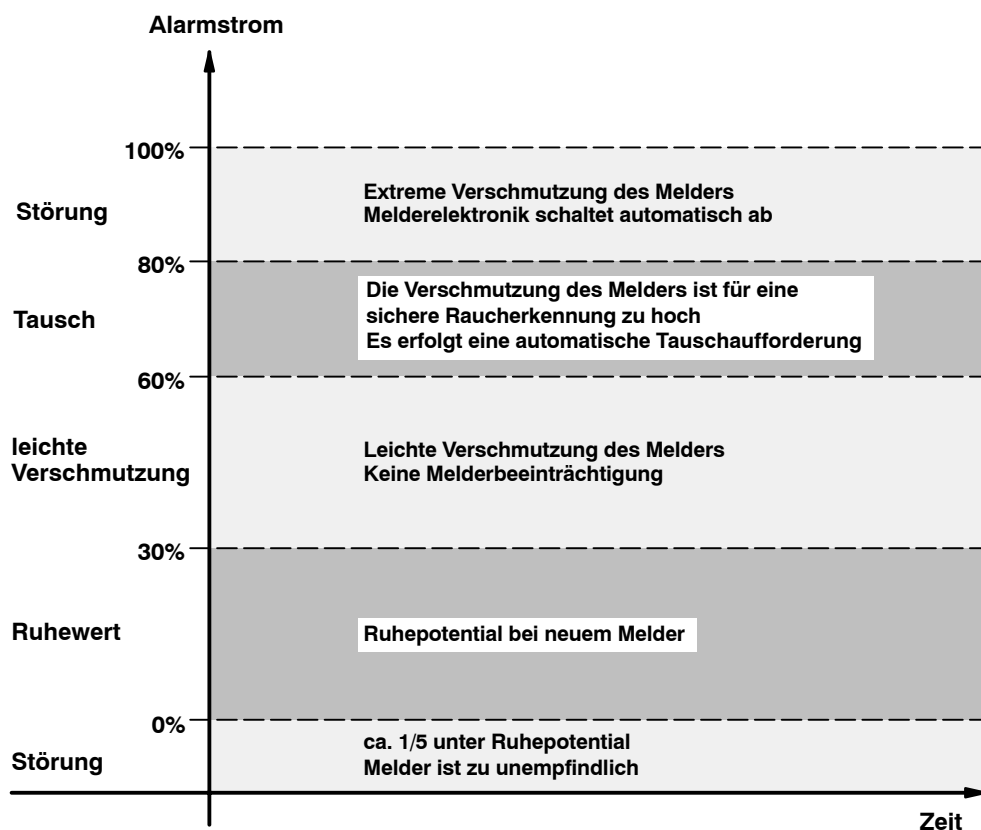 Alarmstrom
100%
Störung
Extreme Verschmutzung des Melders
Melderelektronik schaltet automatisch ab
80%
Tausch
Die Verschmutzung des Melders ist für eine
sichere Raucherkennung zu hoch
Es erfolgt eine automatische Tauschaufforderung
60%
leichte
Verschmutzung
Leichte Verschmutzung des Melders
Keine Melderbeeinträchtigung
30%
Ruhewert
Ruhepotential bei neuem Melder
0%
Störung
ca. 1/5 unter Ruhepotential
Melder ist zu unempfindlich
Zeit